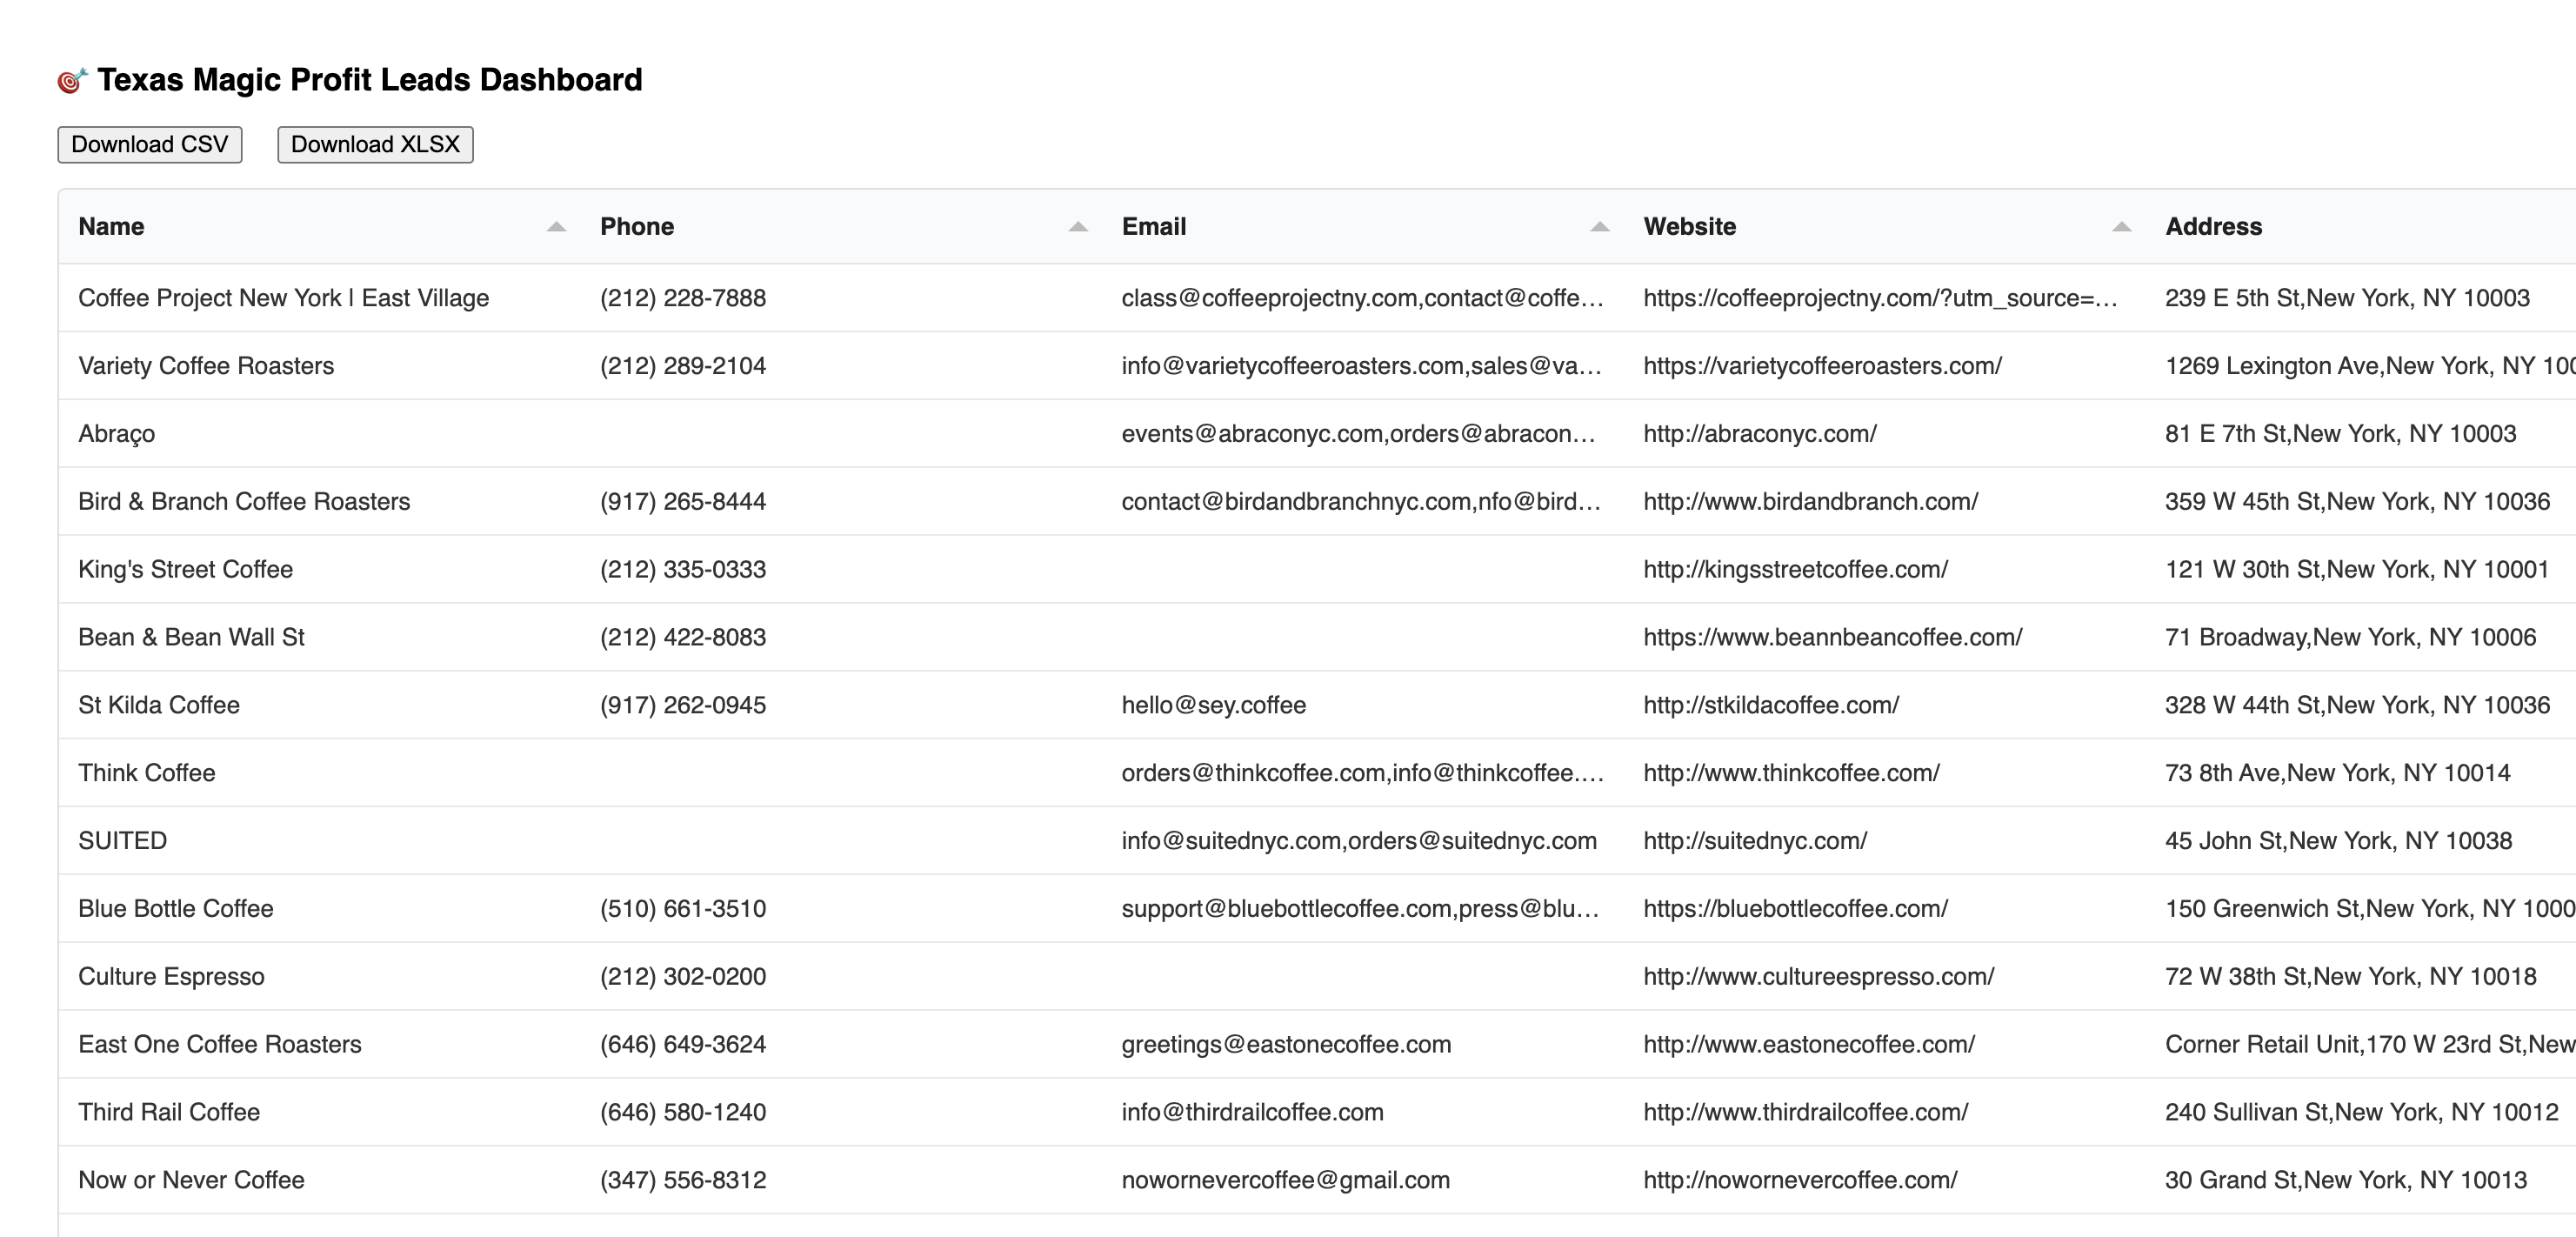 🎯 Texas Magic Profit Leads Dashboard
Download CSV Download XLSX
Name Phone Email Website Address
Coffee Project New York | East Village (212) 228-7888 class@coffeeprojectny.com,contact@coffe… https://coffeeprojectny.com/?utm_source=… 239 E 5th St,New York, NY 10003
Variety Coffee Roasters (212) 289-2104 info@varietycoffeeroasters.com,sales@va… https://varietycoffeeroasters.com/ 1269 Lexington Ave,New York, NY 100
Abraço events@abraconyc.com,orders@abracon… http://abraconyc.com/ 81 E 7th St,New York, NY 10003
Bird & Branch Coffee Roasters (917) 265-8444 contact@birdandbranchnyc.com,nfo@bird… http://www.birdandbranch.com/ 359 W 45th St,New York, NY 10036
King's Street Coffee (212) 335-0333 http://kingsstreetcoffee.com/ 121 W 30th St,New York, NY 10001
Bean & Bean Wall St (212) 422-8083 https://www.beannbeancoffee.com/ 71 Broadway,New York, NY 10006
St Kilda Coffee (917) 262-0945 hello@sey.coffee http://stkildacoffee.com/ 328 W 44th St,New York, NY 10036
Think Coffee orders@thinkcoffee.com,info@thinkcoffee.… http://www.thinkcoffee.com/ 73 8th Ave,New York, NY 10014
SUITED info@suitednyc.com,orders@suitednyc.com http://suitednyc.com/ 45 John St,New York, NY 10038
Blue Bottle Coffee (510) 661-3510 support@bluebottlecoffee.com,press@blu… https://bluebottlecoffee.com/ 150 Greenwich St,New York, NY 1000
Culture Espresso (212) 302-0200 http://www.cultureespresso.com/ 72 W 38th St,New York, NY 10018
East One Coffee Roasters (646) 649-3624 greetings@eastonecoffee.com http://www.eastonecoffee.com/ Corner Retail Unit,170 W 23rd St,New
Third Rail Coffee (646) 580-1240 info@thirdrailcoffee.com http://www.thirdrailcoffee.com/ 240 Sullivan St,New York, NY 10012
Now or Never Coffee (347) 556-8312 nowornevercoffee@gmail.com http://nowornevercoffee.com/ 30 Grand St,New York, NY 10013